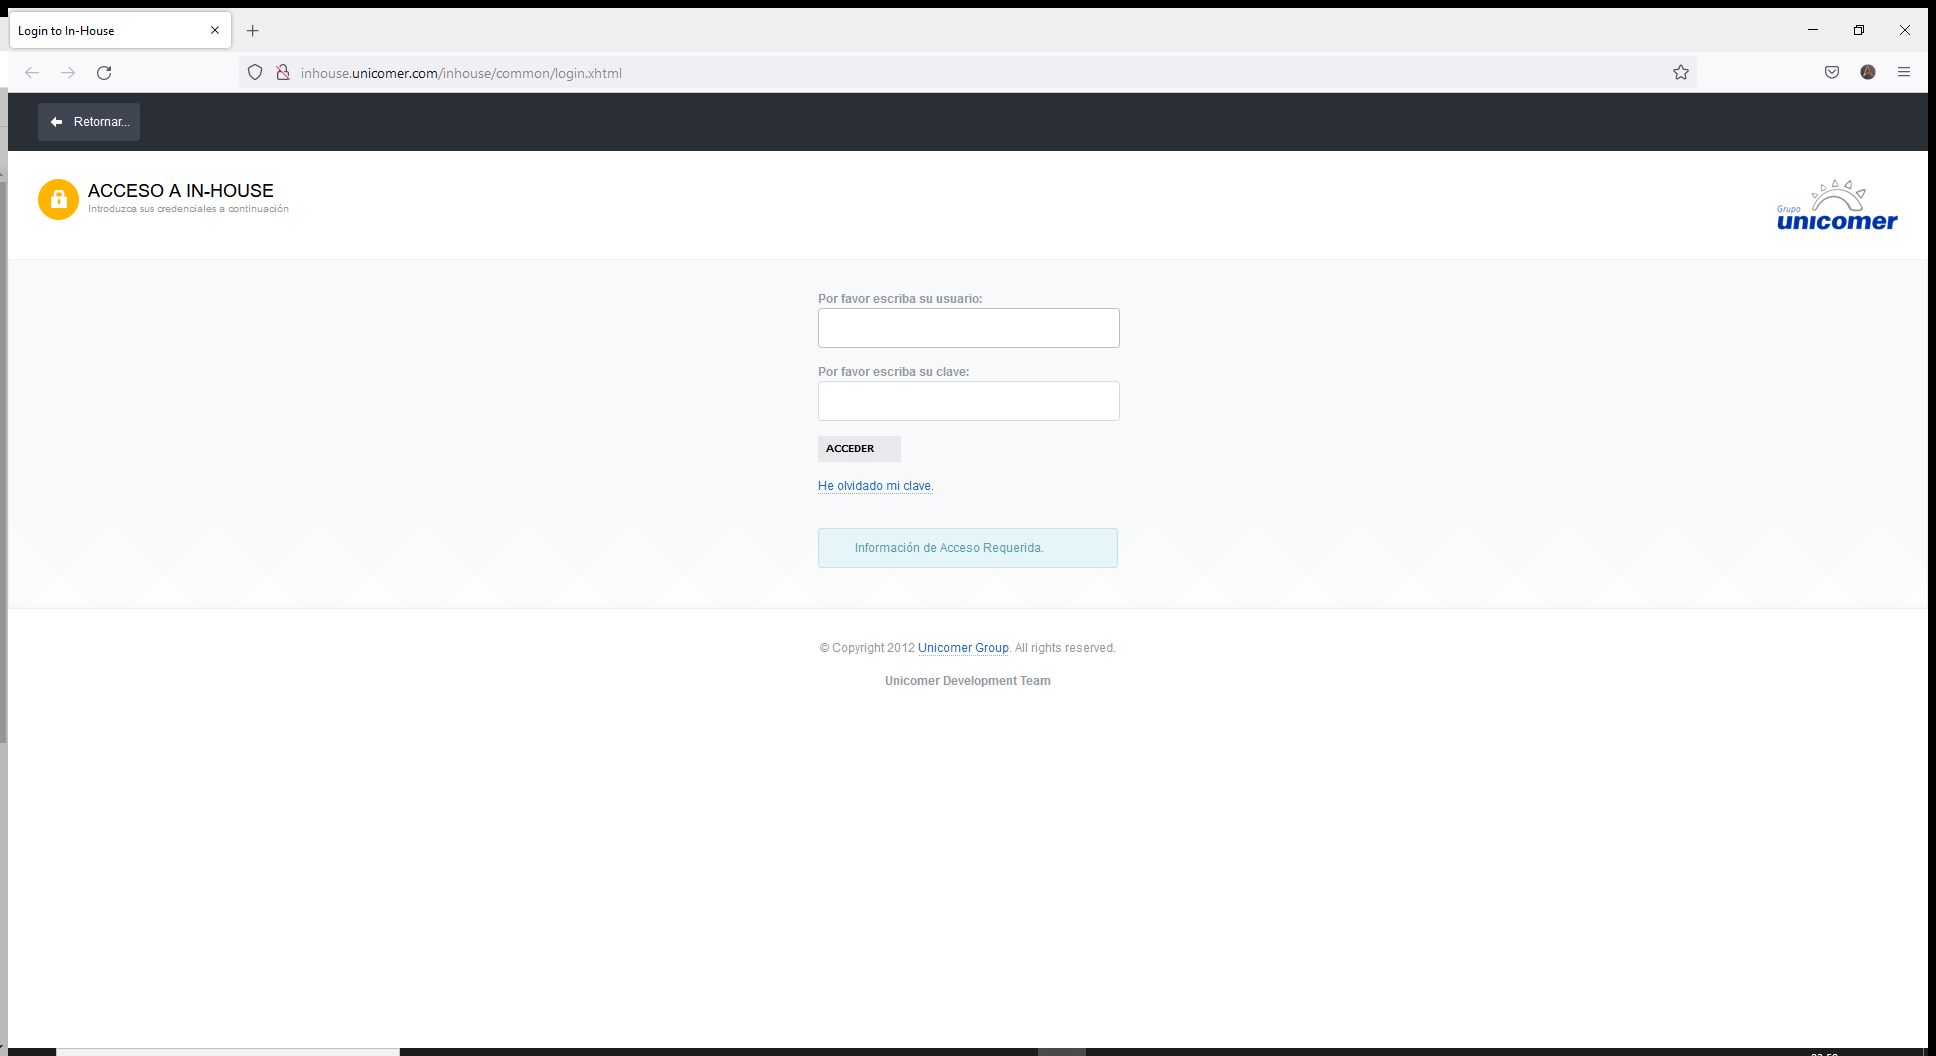 Login to In-House
inhouse.unicomer.com/inhouse/common/login.xhtml
Retornar...
ACCESO A IN-HOUSE
Introduzca sus credenciales a continuación
Grupo
unicomer
Por favor escriba su usuario:
Por favor escriba su clave:
ACCEDER
He olvidado mi clave.
Información de Acceso Requerida.
© Copyright 2012 Unicomer Group. All rights reserved.
Unicomer Development Team